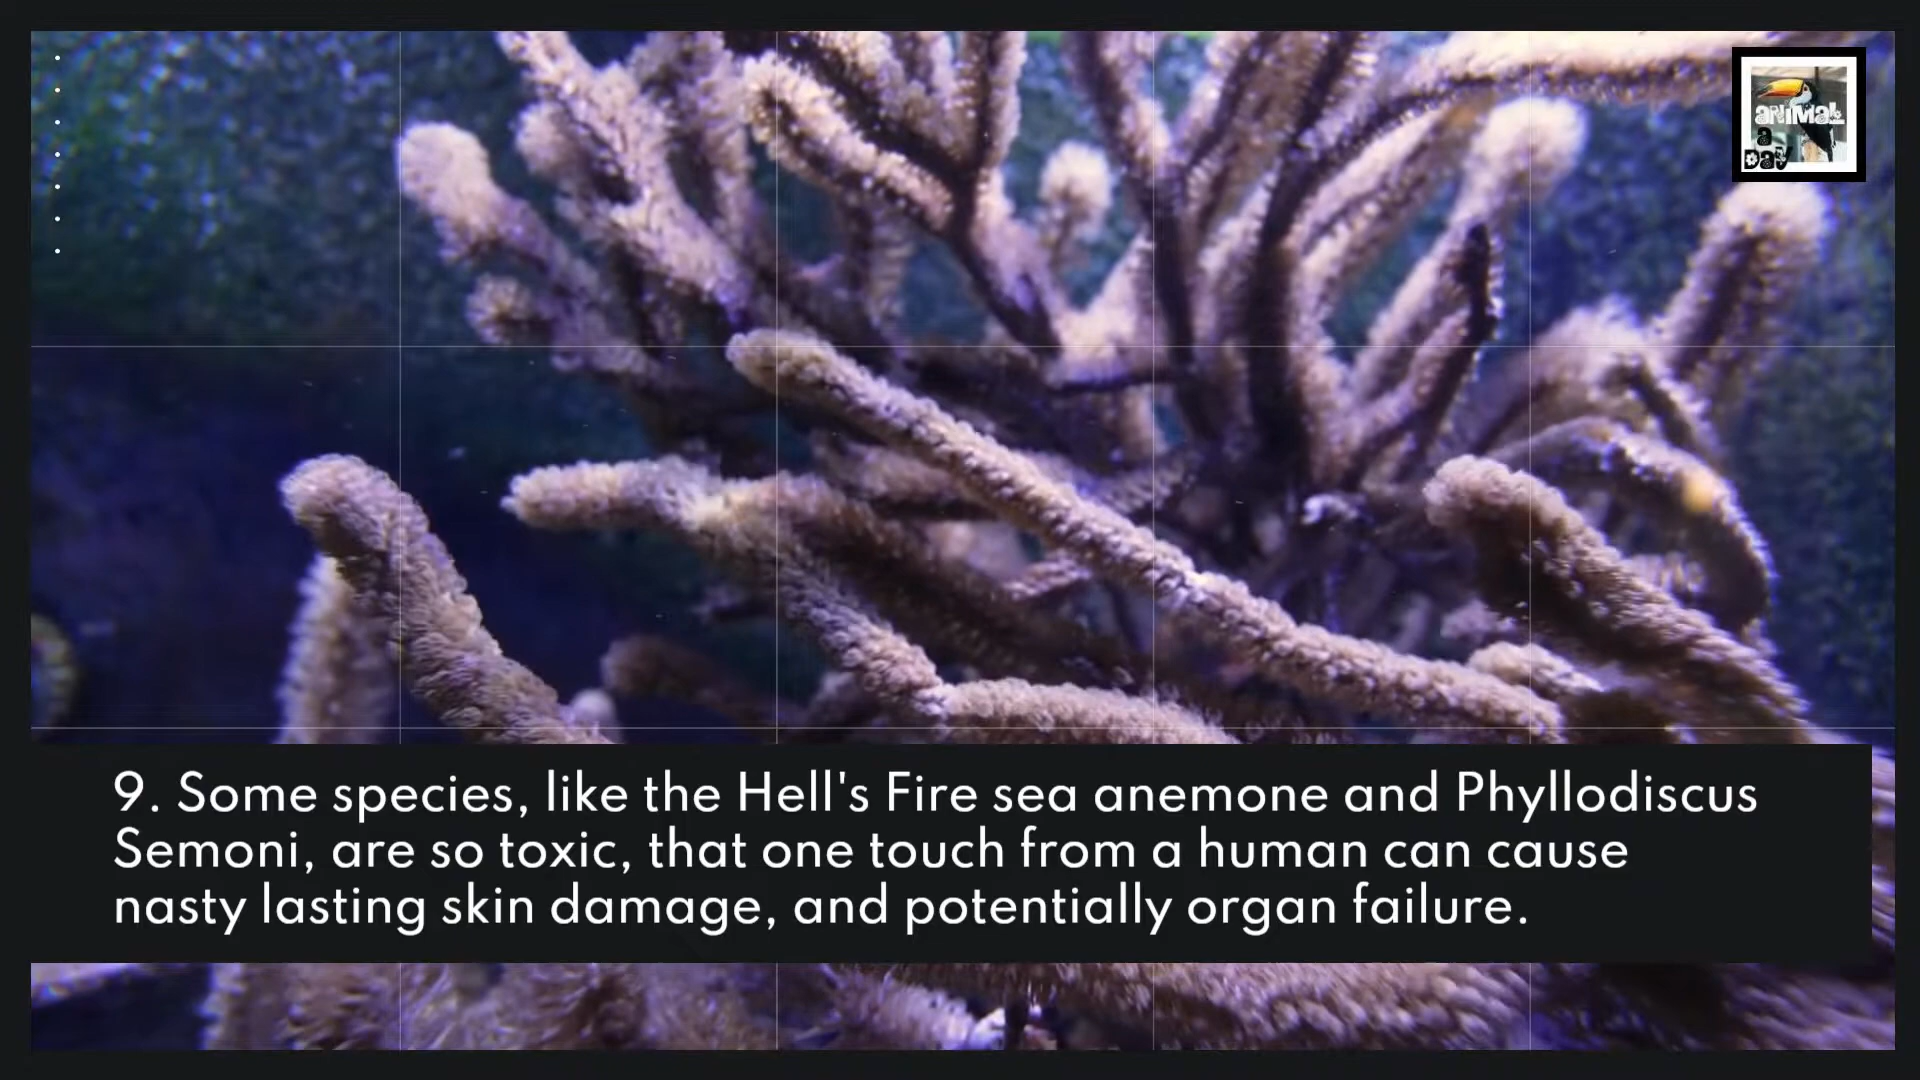 animal
a
Day
9. Some species, like the Hell's Fire sea anemone and Phyllodiscus
Semoni, are so toxic, that one touch from a human can cause
nasty lasting skin damage, and potentially organ failure.